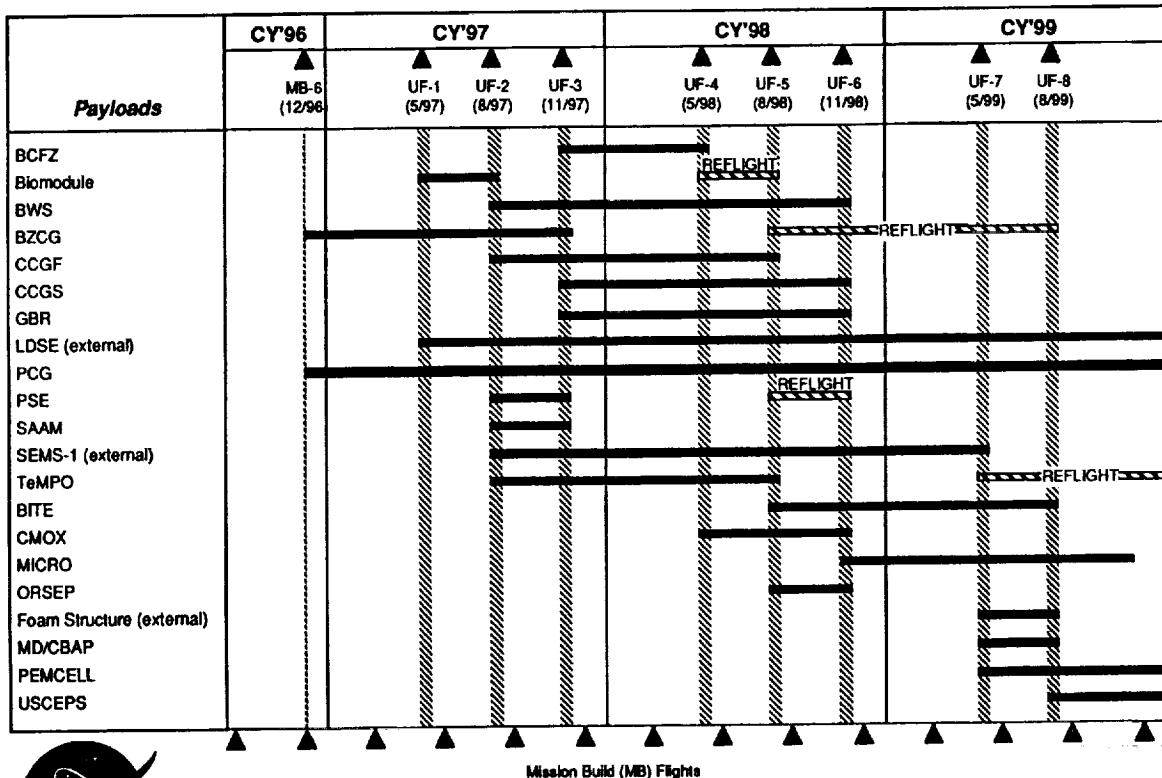 CY'96 CY'97 CY'98 CY'99
MB-6 UF-1 UF-2 UF-3 UF-4 UF-5 UF-6 UF-7 UF-8
Payloads (12/96 (5/97) (8/97) (11/97) (5/98) (8/98) (11/98) (5/99) (8/99)
BCFZ
REFLIGHT
Biomodule
BWS
BZCG REFLIGHT
CCGF
CCGS
GBR
LDSE (external)
PCG
REFLIGHT
PSE
SAAM
SEMS-1 (external)
TeMPO REFLIGHT
BITE
CMOX
MICRO
ORSEP
Foam Structure (external)
MD/CBAP
PEMCELL
USCEPS
Mission Build (MB) Flights